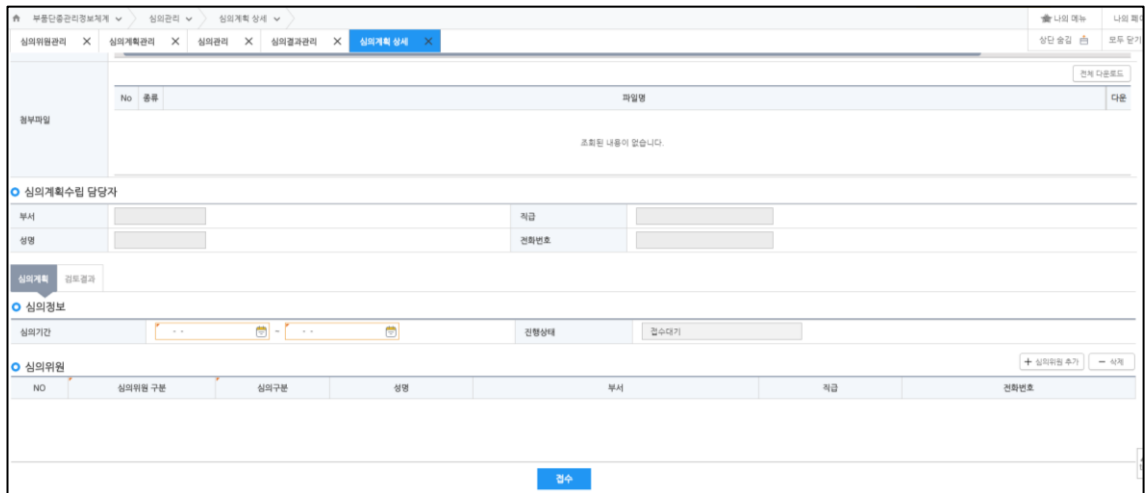 부품단종관리정보체계 심의관리 심의계획 상세 나의 메뉴 나의 페
심의위원관리 X 심의계획관리 X 심의관리 X 심의결과관리 X 심의계획 상세 X 상단 숨김 모두 닫기
전체 다운로드
No 종류 파일명 다운
첨부파일
조회된 내용이 없습니다.
심의계획수립 담당자
부서 직급
성명 전화번호
심의계획 검토결과
심의정보
심의기간 - - ~ - - 진행상태 접수대기
심의위원 + 심의위원 추가 - 삭제
NO 심의위원 구분 심의구분 성명 부서 직급 전화번호
접수